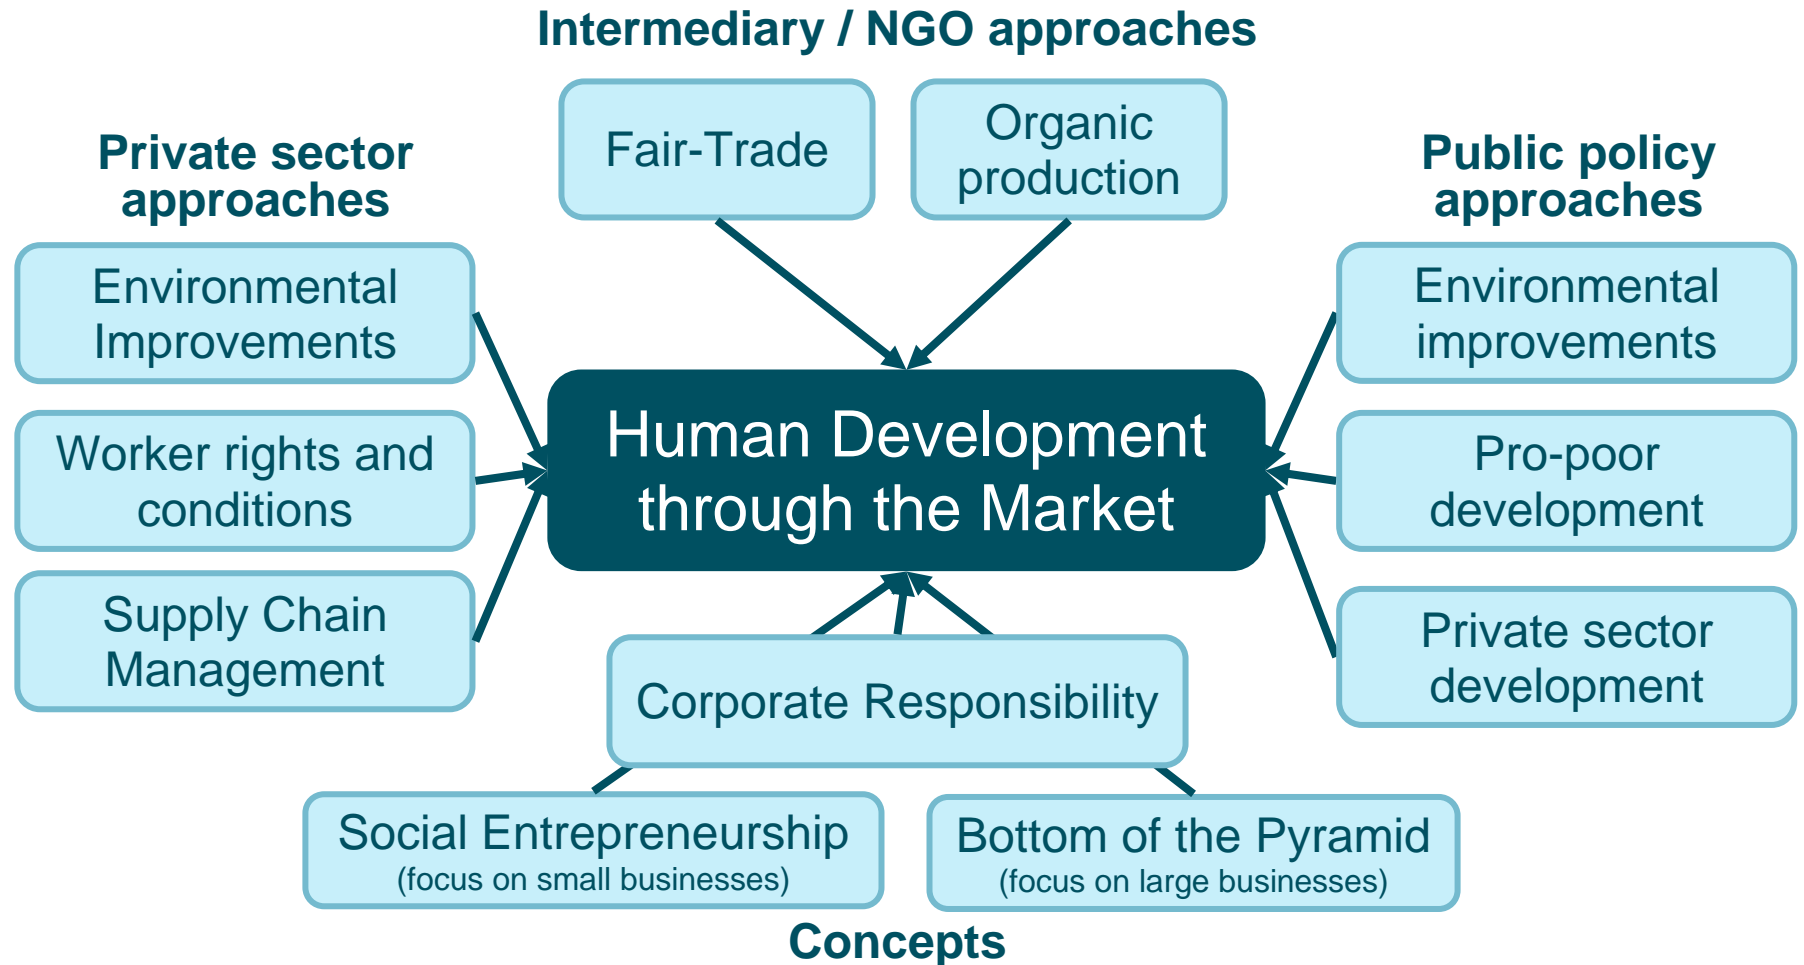 Intermediary / NGO approaches
Fair-Trade
Organic
production
Private sector
approaches
Environmental
Improvements
Worker rights and
conditions
Supply Chain
Management
Public policy
approaches
Environmental
improvements
Pro-poor
development
Private sector
development
Human Development
through the Market
Corporate Responsibility
Social Entrepreneurship
(focus on small businesses)
Bottom of the Pyramid
(focus on large businesses)
Concepts